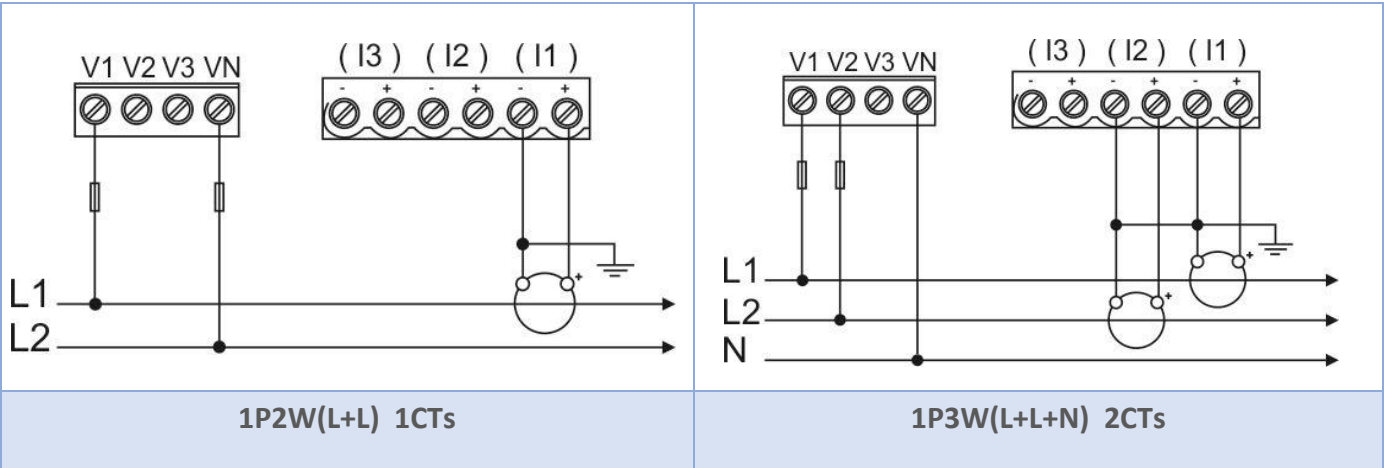 ( I3 ) ( I2 ) ( I1 )
V1 V2 V3 VN
- + - + - +
+
L1
L2
1P2W(L+L) 1CTs
( I3 ) ( I2 ) ( I1 )
V1 V2 V3 VN
- + - + - +
+
L1
+
L2
N
1P3W(L+L+N) 2CTs